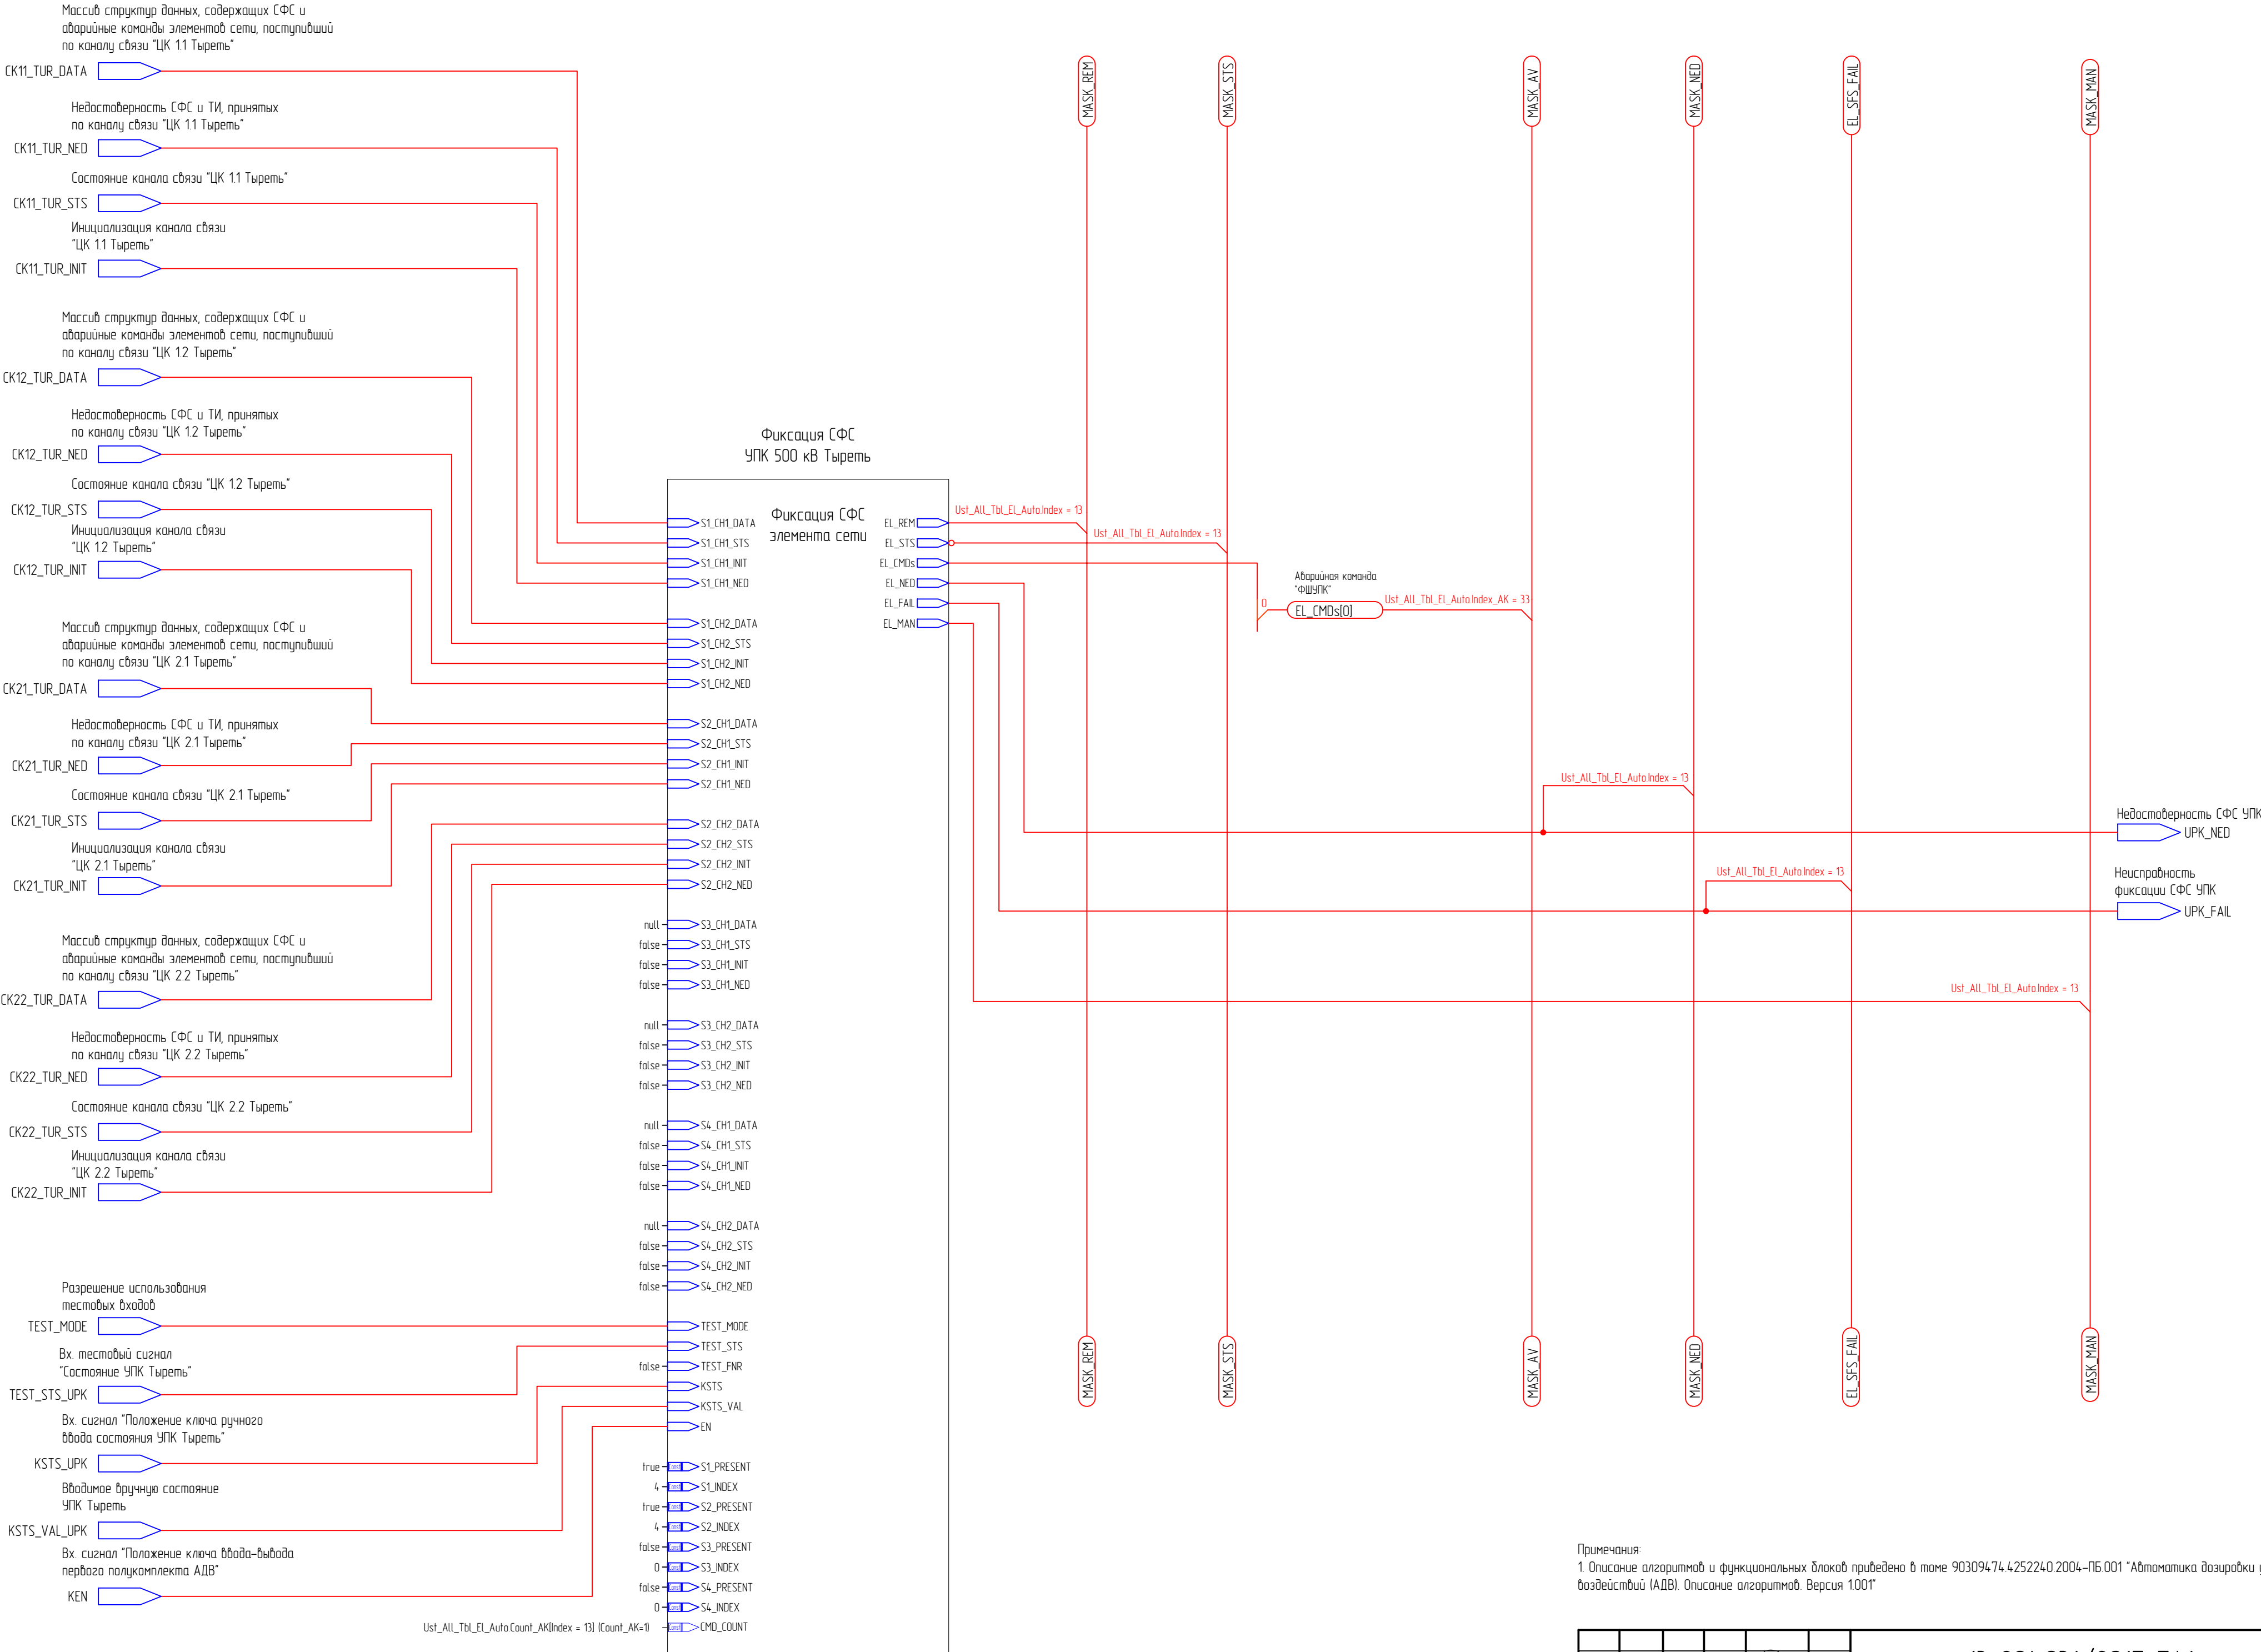 Массив структур данных, содержащих СФС и
аварийные команды элементов сети, поступивший
по каналу связи "ЦК 1.1 Тыреть"
CK11_TUR_DATA
Недостоверность СФС и ТИ, принятых
по каналу связи "ЦК 1.1 Тыреть"
CK11_TUR_NED
Состояние канала связи "ЦК 1.1 Тыреть"
CK11_TUR_STS
Инициализация канала связи
"ЦК 1.1 Тыреть"
CK11_TUR_INIT
Массив структур данных, содержащих СФС и
аварийные команды элементов сети, поступивший
по каналу связи "ЦК 1.2 Тыреть"
CK12_TUR_DATA
Недостоверность СФС и ТИ, принятых
по каналу связи "ЦК 1.2 Тыреть"
CK12_TUR_NED
Состояние канала связи "ЦК 1.2 Тыреть"
CK12_TUR_STS
Инициализация канала связи
"ЦК 1.2 Тыреть"
CK12_TUR_INIT
Массив структур данных, содержащих СФС и
аварийные команды элементов сети, поступивший
по каналу связи "ЦК 2.1 Тыреть"
CK21_TUR_DATA
Недостоверность СФС и ТИ, принятых
по каналу связи "ЦК 2.1 Тыреть"
CK21_TUR_NED
Состояние канала связи "ЦК 2.1 Тыреть"
CK21_TUR_STS
Инициализация канала связи
"ЦК 2.1 Тыреть"
CK21_TUR_INIT
Массив структур данных, содержащих СФС и
аварийные команды элементов сети, поступивший
по каналу связи "ЦК 2.2 Тыреть"
CK22_TUR_DATA
Недостоверность СФС и ТИ, принятых
по каналу связи "ЦК 2.2 Тыреть"
CK22_TUR_NED
Состояние канала связи "ЦК 2.2 Тыреть"
CK22_TUR_STS
Инициализация канала связи
"ЦК 2.2 Тыреть"
CK22_TUR_INIT
Разрешение использования
тестовых входов
TEST_MODE
Вх. тестовый сигнал
"Состояние УПК Тыреть"
TEST_STS_UPK
Вх. сигнал "Положение ключа ручного
ввода состояния УПК Тыреть"
KSTS_UPK
Вводимое вручную состояние
УПК Тыреть
KSTS_VAL_UPK
Вх. сигнал "Положение ключа ввода-вывода
первого полукомплекта АДВ"
KEN
Фиксация СФС
УПК 500 кВ Тыреть
Фиксация СФС
элемента сети
S1_CH1_DATA
S1_CH1_STS
S1_CH1_INIT
S1_CH1_NED
S1_CH2_DATA
S1_CH2_STS
S1_CH2_INIT
S1_CH2_NED
S2_CH1_DATA
S2_CH1_STS
S2_CH1_INIT
S2_CH1_NED
S2_CH2_DATA
S2_CH2_STS
S2_CH2_INIT
S2_CH2_NED
null S3_CH1_DATA
false S3_CH1_STS
false S3_CH1_INIT
false S3_CH1_NED
null S3_CH2_DATA
false S3_CH2_STS
false S3_CH2_INIT
false S3_CH2_NED
null S4_CH1_DATA
false S4_CH1_STS
false S4_CH1_INIT
false S4_CH1_NED
null S4_CH2_DATA
false S4_CH2_STS
false S4_CH2_INIT
false S4_CH2_NED
TEST_MODE
TEST_STS
false TEST_FNR
KSTS
KSTS_VAL
EN
true const S1_PRESENT
4 const S1_INDEX
true const S2_PRESENT
4 const S2_INDEX
false const S3_PRESENT
0 const S3_INDEX
false const S4_PRESENT
0 const S4_INDEX
Ust_All_Tbl_El_Auto.Count_AK[Index = 13] (Count_AK=1) const CMD_COUNT
EL_REM
EL_STS
EL_CMDs
EL_NED
EL_FAIL
EL_MAN
Ust_All_Tbl_El_Auto.Index = 13
Ust_All_Tbl_El_Auto.Index = 13
0
Аварийная команда
"ФШУПК"
EL_CMDs[0]
Ust_All_Tbl_El_Auto.Index_AK = 33
Ust_All_Tbl_El_Auto.Index = 13
Ust_All_Tbl_El_Auto.Index = 13
Ust_All_Tbl_El_Auto.Index = 13
MASK_REM
MASK_STS
MASK_AV
MASK_NED
EL_SFS_FAIL
MASK_MAN
MASK_REM
MASK_STS
MASK_AV
MASK_NED
EL_SFS_FAIL
MASK_MAN
Недостоверность СФС УПК
UPK_NED
Неисправность
фиксации СФС УПК
UPK_FAIL
Примечания:
1. Описание алгоритмов и функциональных блоков приведено в томе 90309474.4252240.2004-ПБ.001 "Автоматика дозировки
воздействий (АДВ). Описание алгоритмов. Версия 1.001"